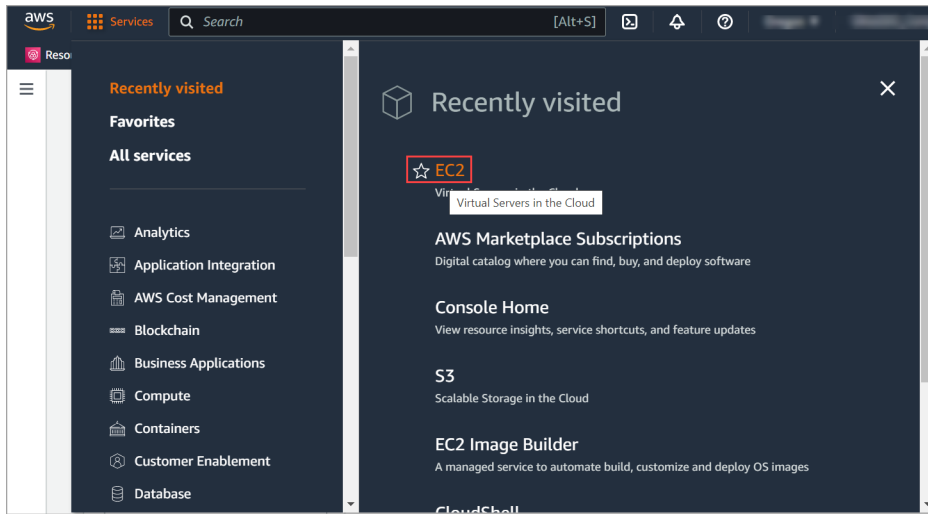 aws
Services
Search
[Alt+S]
Reso
Recently visited
Favorites
All services
Analytics
Application Integration
AWS Cost Management
Blockchain
Business Applications
Compute
Containers
Customer Enablement
Database
Recently visited
EC2
Virtual Servers in the Cloud
AWS Marketplace Subscriptions
Digital catalog where you can find, buy, and deploy software
Console Home
View resource insights, service shortcuts, and feature updates
S3
Scalable Storage in the Cloud
EC2 Image Builder
A managed service to automate build, customize and deploy OS images
CloudShell